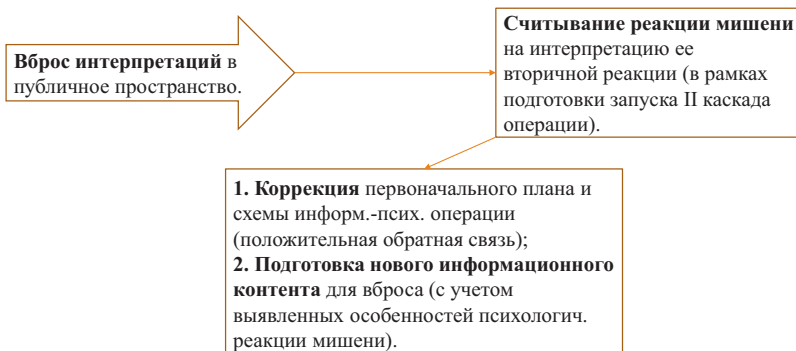 Вброс интерпретаций в
публичное пространство.
Считывание реакции мишени
на интерпретацию ее
вторичной реакции (в рамках
подготовки запуска II каскада
операции).
1. Коррекция первоначального плана и
схемы информ.-псих. операции
(положительная обратная связь);
2. Подготовка нового информационного
контента для вброса (с учетом
выявленных особенностей психологич.
реакции мишени).